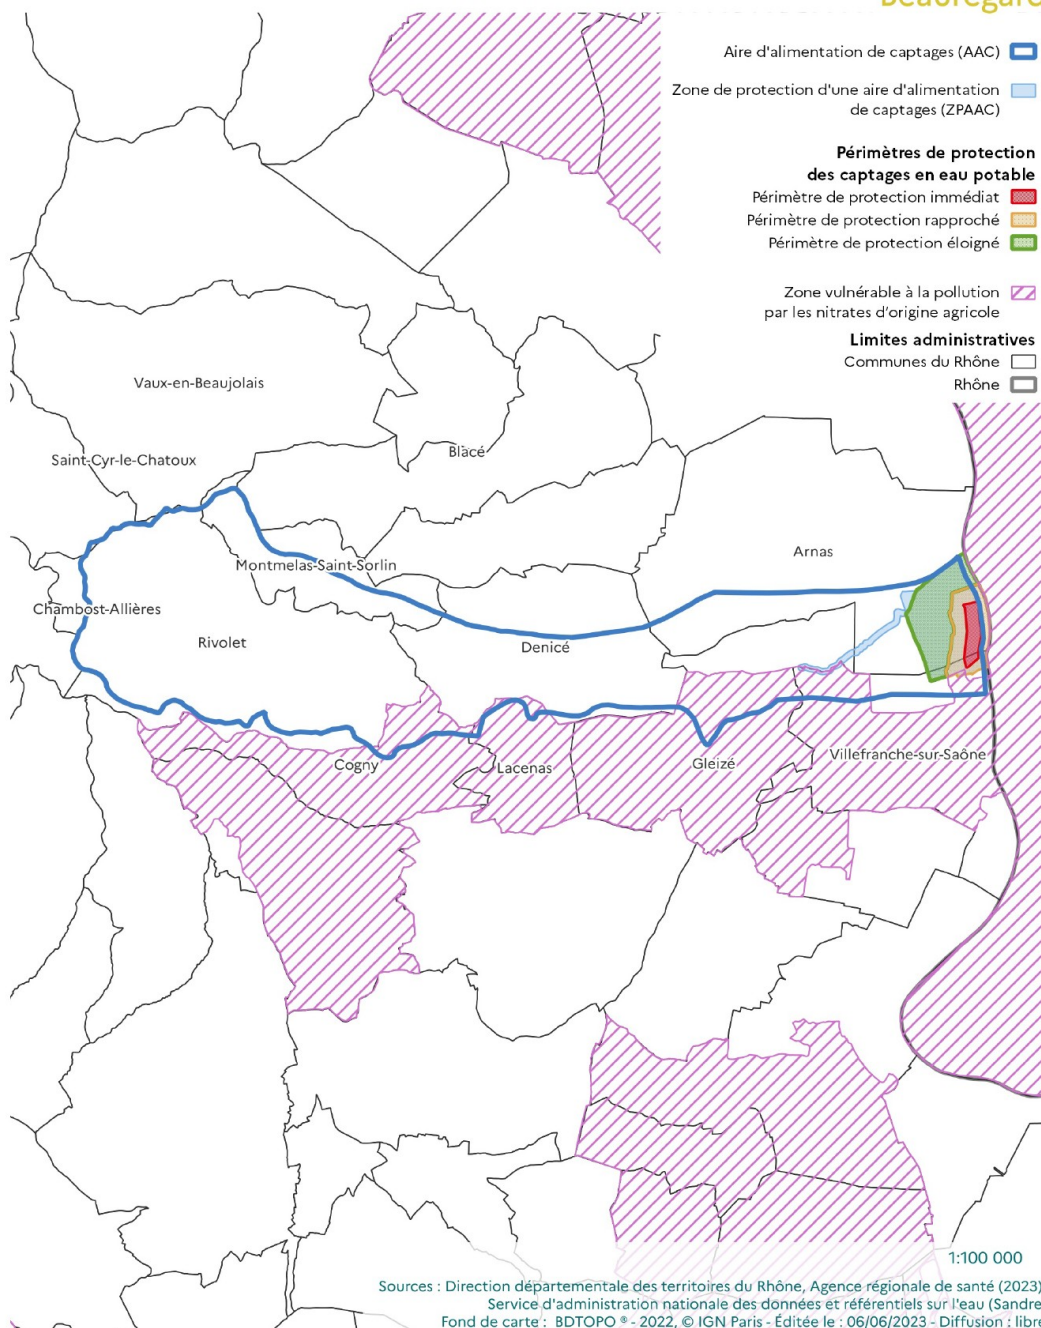 Aire d'alimentation de captages (AAC)
Zone de protection d'une aire d'alimentation
de captages (ZPAAC)
Périmètres de protection
des captages en eau potable
Périmètre de protection immédiat
Périmètre de protection rapproché
Périmètre de protection éloigné
Zone vulnérable à la pollution
par les nitrates d'origine agricole
Limites administratives
Communes du Rhône
Rhône
Vaux-en-Beaujolais
Saint-Cyr-le-Chatoux
Blacé
Arnas
Montmelas-Saint-Sorlin
Chambost-Allières
Rivolet
Denicé
Cogny
Lacenas
Gleizé
Villefranche-sur-Saône
1:100 000
Sources : Direction départementale des territoires du Rhône, Agence régionale de santé (2023)
Service d'administration nationale des données et référentiels sur l'eau (Sandre
Fond de carte : BDTOPO ® - 2022, © IGN Paris - Éditée le : 06/06/2023 - Diffusion : libre